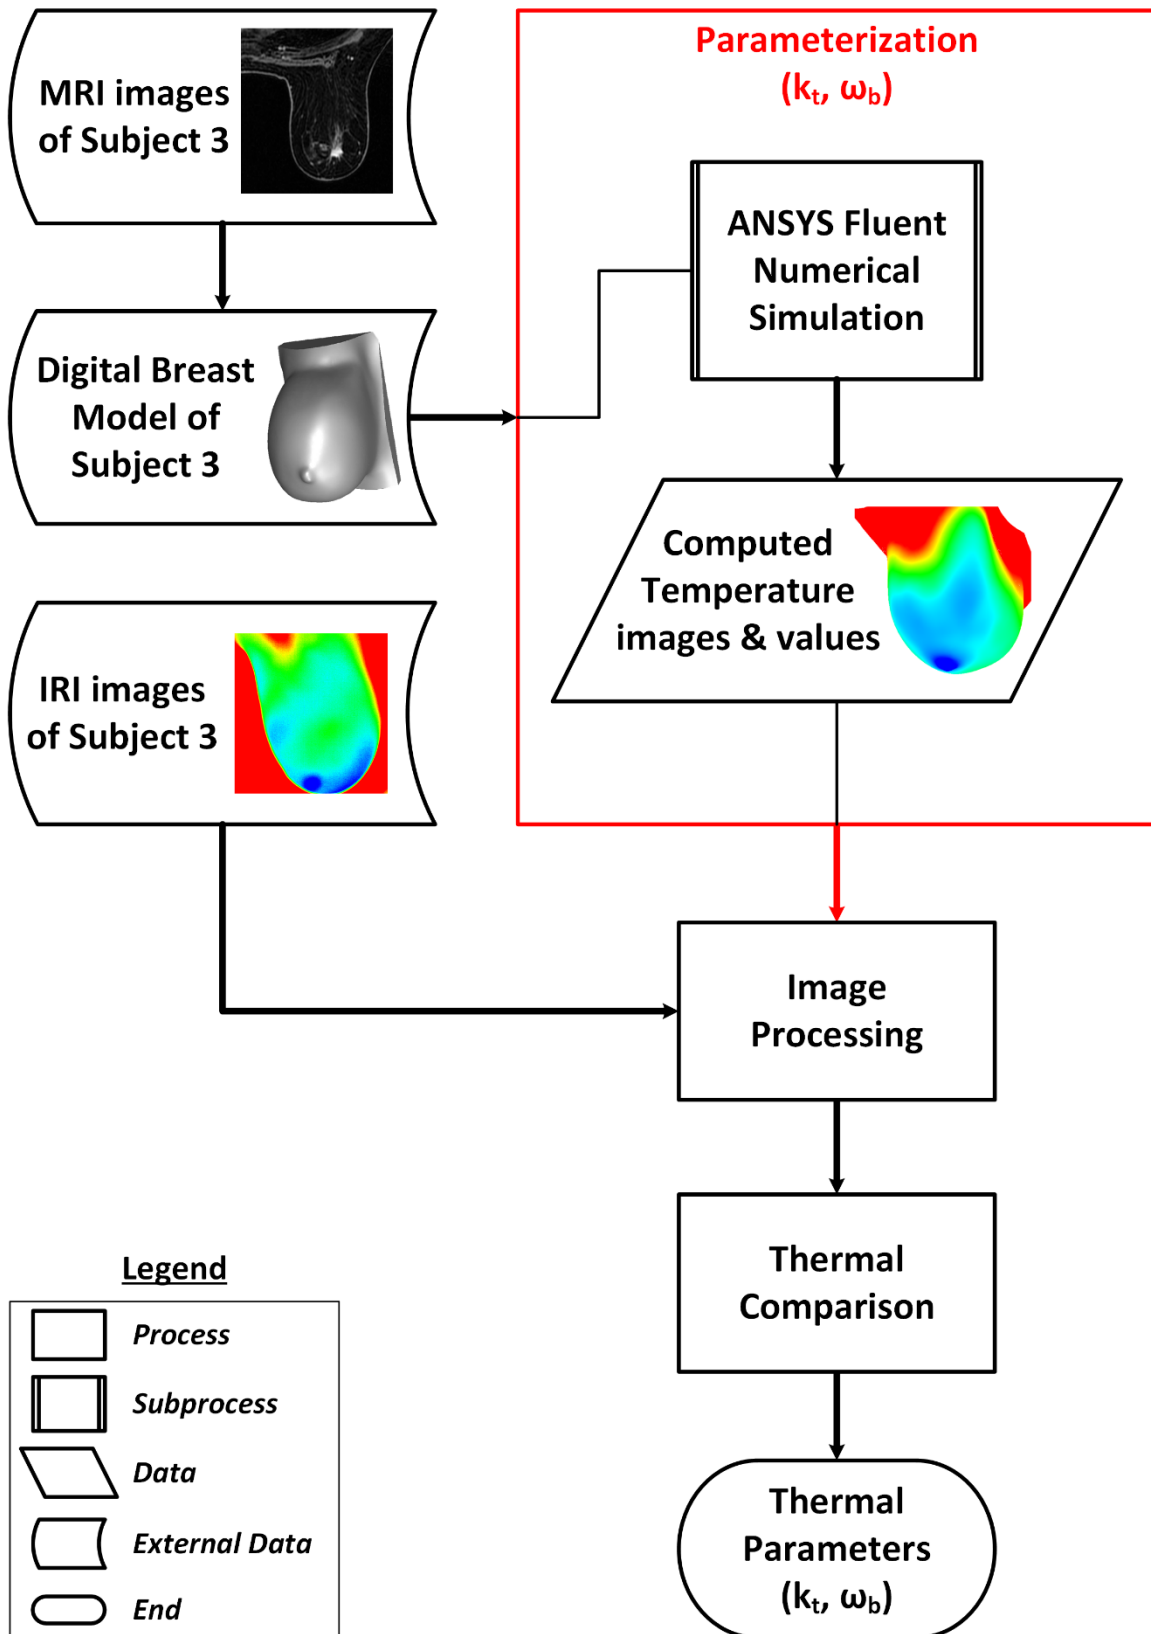 MRI images
of Subject 3
Parameterization
(kt, ωb)
ANSYS Fluent
Numerical
Simulation
Digital Breast
Model of
Subject 3
Computed
Temperature
images & values
IRI images
of Subject 3
Image
Processing
Thermal
Comparison
Thermal
Parameters
(kt, ωb)
Legend
Process
Subprocess
Data
External Data
End